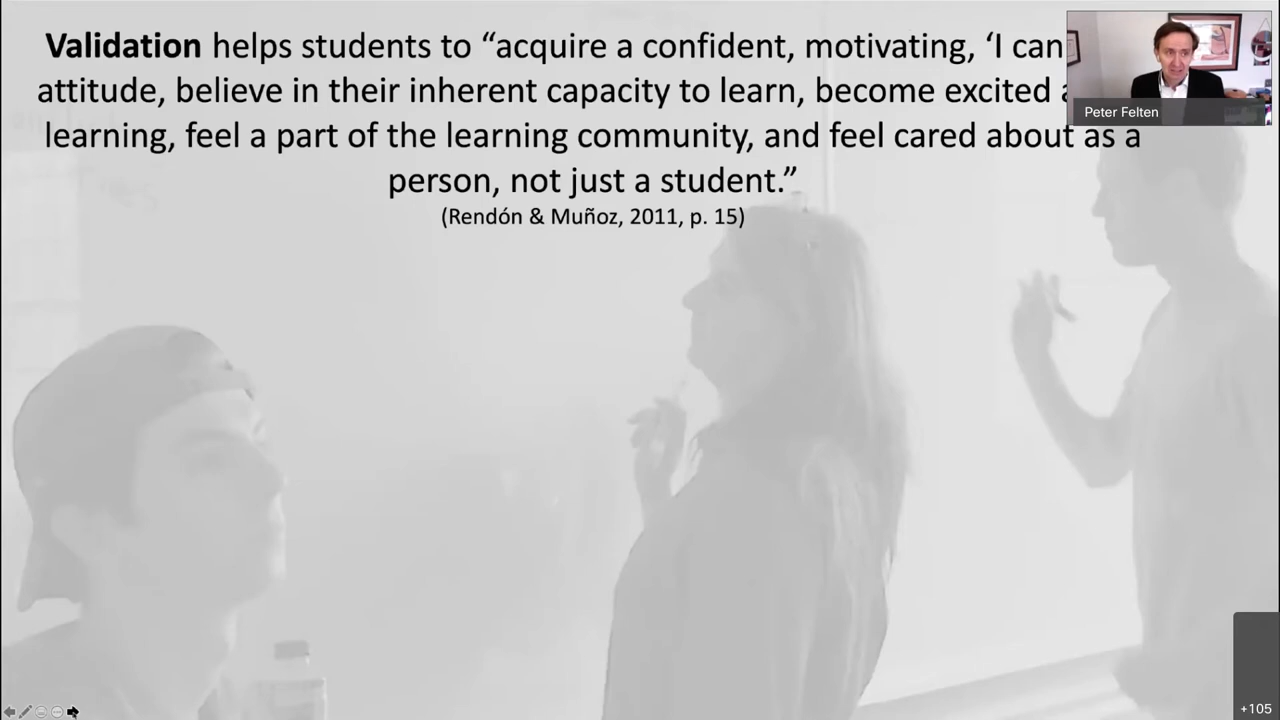 Validation helps students to “acquire a confident, motivating, ‘I can
attitude, believe in their inherent capacity to learn, become excited
learning, feel a part of the learning community, and feel cared about as a
person, not just a student.”
(Rendón & Muñoz, 2011, p. 15)
Peter Felten
+105